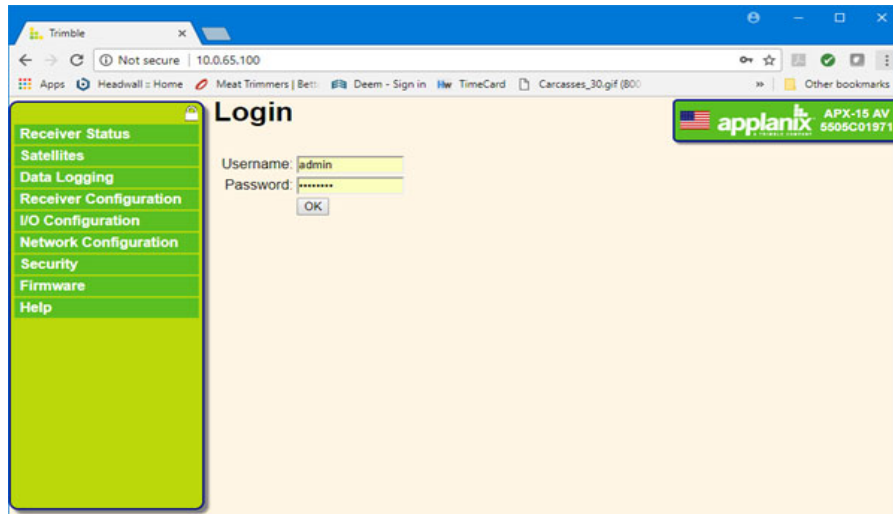 Trimble
Not secure | 10.0.65.100
Apps Headwall :: Home Meat Trimmers | Bett Deem - Sign in Hw TimeCard Carcasses_30.gif (800 » Other bookmarks
Login
applanix
APX-15 AV
5505C01971
Receiver Status
Satellites
Data Logging
Receiver Configuration
I/O Configuration
Network Configuration
Security
Firmware
Help
Username: admin
Password: ••••••••
OK